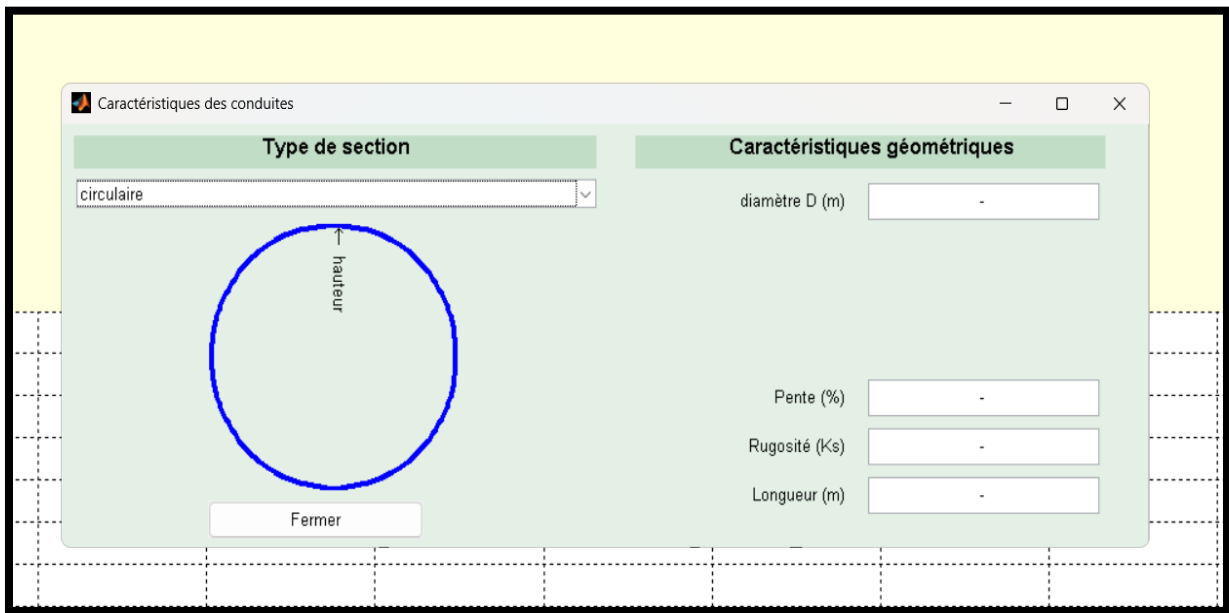 Caractéristiques des conduites
Type de section
circulaire
hauteur
Fermer
Caractéristiques géométriques
diamètre D (m) -
Pente (%) -
Rugosité (Ks) -
Longueur (m) -